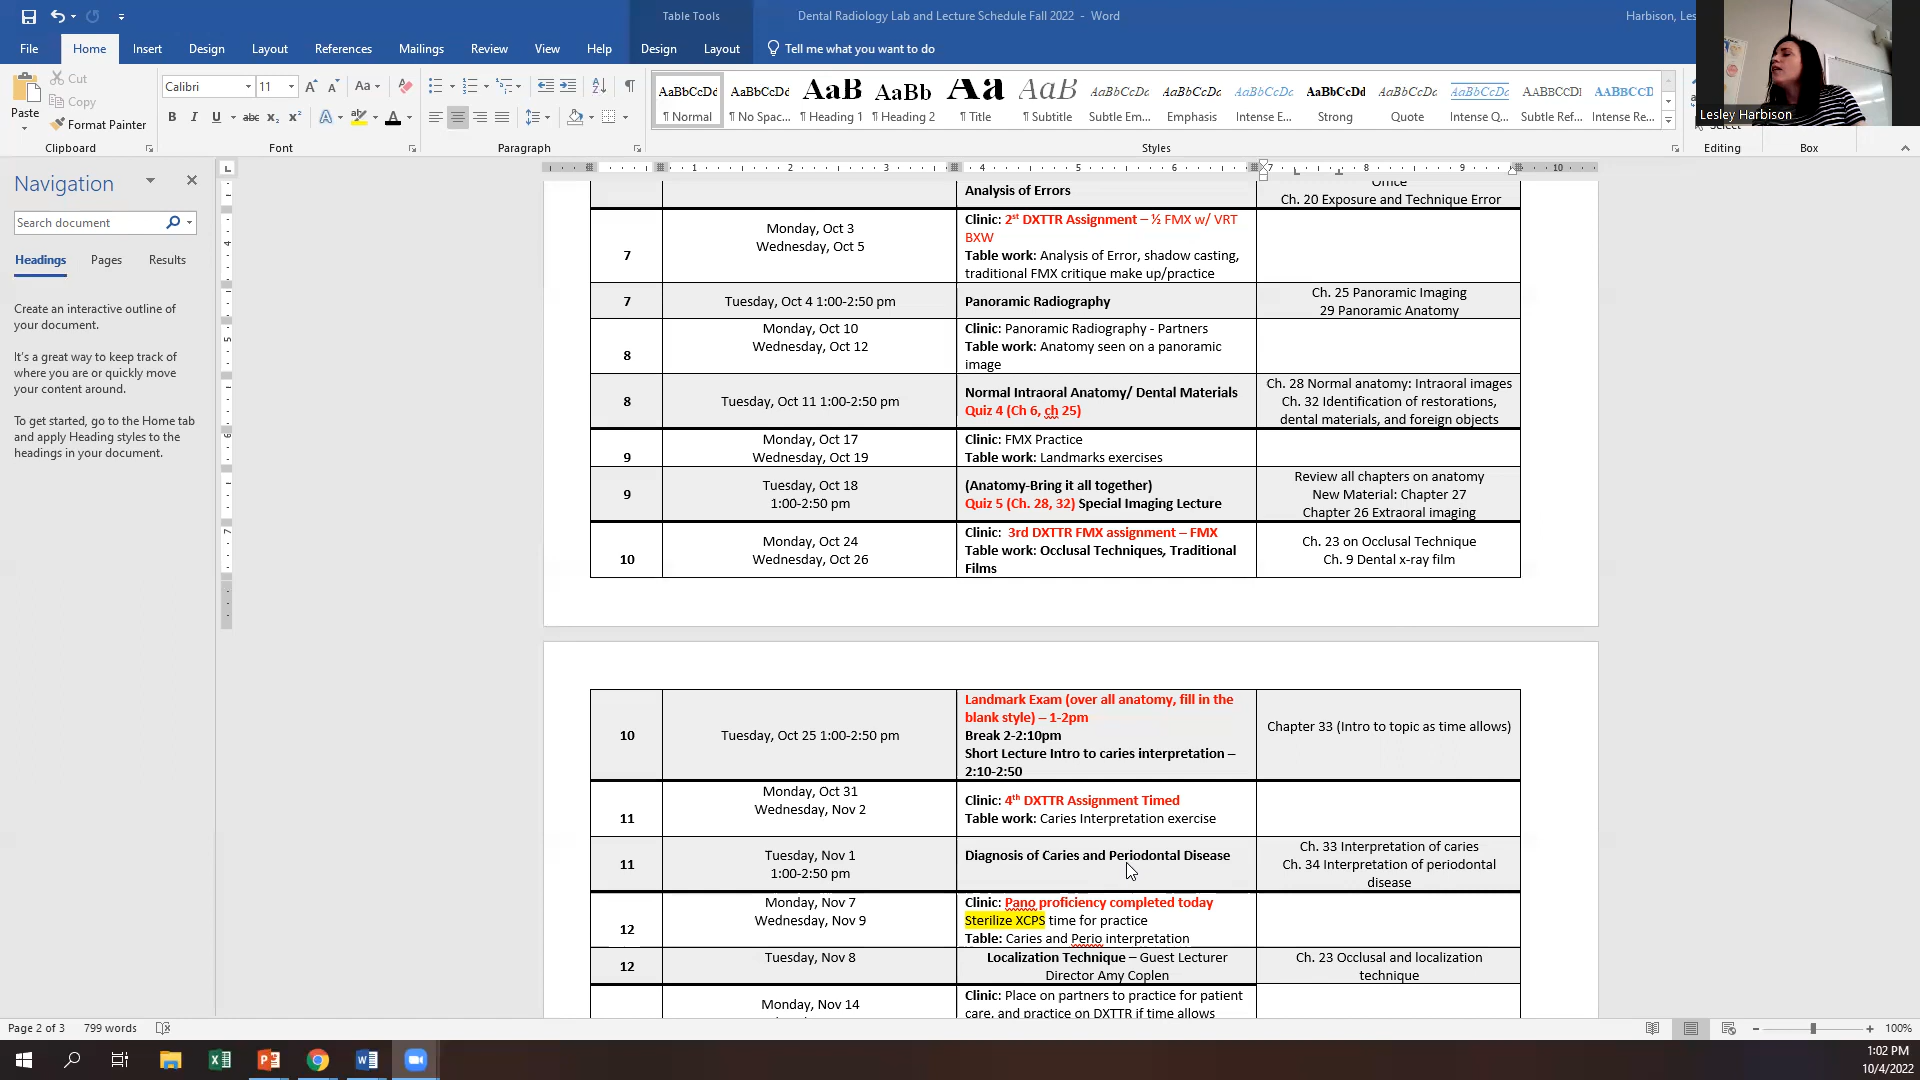 Table Tools
Dental Radiology Lab and Lecture Schedule Fall 2022 - Word
Harbison, Les
File Home Insert Design Layout References Mailings Review View Help Design Layout Tell me what you want to do
Cut
Copy
Paste
Format Painter
Calibri 11
AaBbCcDd AaBbCcDd AaB AaBb Aa AaB AaBbCcDd AaBbCcDd AaBbCcDd AaBbCcDd AaBbCcDd AaBbCcDd AABBCCDD AABBCCD
¶ Normal ¶ No Spac... ¶ Heading 1 ¶ Heading 2 ¶ Title ¶ Subtitle Subtle Em... Emphasis Intense E... Strong Quote Intense Q... Subtle Ref... Intense Re...
Select
Clipboard Font Paragraph Styles Editing Box
Lesley Harbison
Navigation
Search document
Headings Pages Results
Create an interactive outline of
your document.
It's a great way to keep track of
where you are or quickly move
your content around.
To get started, go to the Home tab
and apply Heading styles to the
headings in your document.
Analysis of Errors
Office
Ch. 20 Exposure and Technique Error
7
Monday, Oct 3
Wednesday, Oct 5
Clinic: 2st DXTTR Assignment – ½ FMX w/ VRT
BXW
Table work: Analysis of Error, shadow casting,
traditional FMX critique make up/practice
7
Tuesday, Oct 4 1:00-2:50 pm
Panoramic Radiography
Ch. 25 Panoramic Imaging
29 Panoramic Anatomy
8
Monday, Oct 10
Wednesday, Oct 12
Clinic: Panoramic Radiography - Partners
Table work: Anatomy seen on a panoramic
image
8
Tuesday, Oct 11 1:00-2:50 pm
Normal Intraoral Anatomy/ Dental Materials
Quiz 4 (Ch 6, ch 25)
Ch. 28 Normal anatomy: Intraoral images
Ch. 32 Identification of restorations,
dental materials, and foreign objects
9
Monday, Oct 17
Wednesday, Oct 19
Clinic: FMX Practice
Table work: Landmarks exercises
9
Tuesday, Oct 18
1:00-2:50 pm
(Anatomy-Bring it all together)
Quiz 5 (Ch. 28, 32) Special Imaging Lecture
Review all chapters on anatomy
New Material: Chapter 27
Chapter 26 Extraoral imaging
10
Monday, Oct 24
Wednesday, Oct 26
Clinic: 3rd DXTTR FMX assignment – FMX
Table work: Occlusal Techniques, Traditional
Films
Ch. 23 on Occlusal Technique
Ch. 9 Dental x-ray film
10
Tuesday, Oct 25 1:00-2:50 pm
Landmark Exam (over all anatomy, fill in the
blank style) – 1-2pm
Break 2-2:10pm
Short Lecture Intro to caries interpretation –
2:10-2:50
Chapter 33 (Intro to topic as time allows)
11
Monday, Oct 31
Wednesday, Nov 2
Clinic: 4th DXTTR Assignment Timed
Table work: Caries Interpretation exercise
11
Tuesday, Nov 1
1:00-2:50 pm
Diagnosis of Caries and Periodontal Disease
Ch. 33 Interpretation of caries
Ch. 34 Interpretation of periodontal
disease
12
Monday, Nov 7
Wednesday, Nov 9
Clinic: Pano proficiency completed today
Sterilize XCPS time for practice
Table: Caries and Perio interpretation
12
Tuesday, Nov 8
Localization Technique – Guest Lecturer
Director Amy Coplen
Ch. 23 Occlusal and localization
technique
Monday, Nov 14
Clinic: Place on partners to practice for patient
care, and practice on DXTTR if time allows
Page 2 of 3 799 words
100%
1:02 PM
10/4/2022